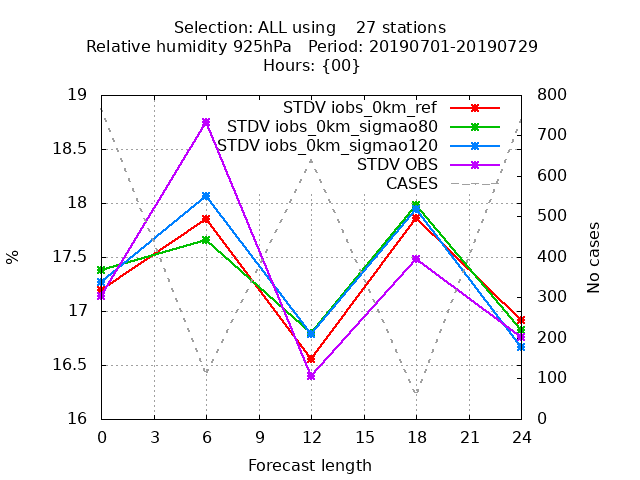 Selection: ALL using    27 stations
Relative humidity 925hPa   Period: 20190701-20190729
Hours: {00}
STDV iobs_0km_ref
STDV iobs_0km_sigmao80
STDV iobs_0km_sigmao120
STDV OBS
CASES
19
18.5
18
17.5
17
16.5
16
%
800
700
600
500
400
300
200
100
0
No cases
0 3 6 9 12 15 18 21 24
Forecast length